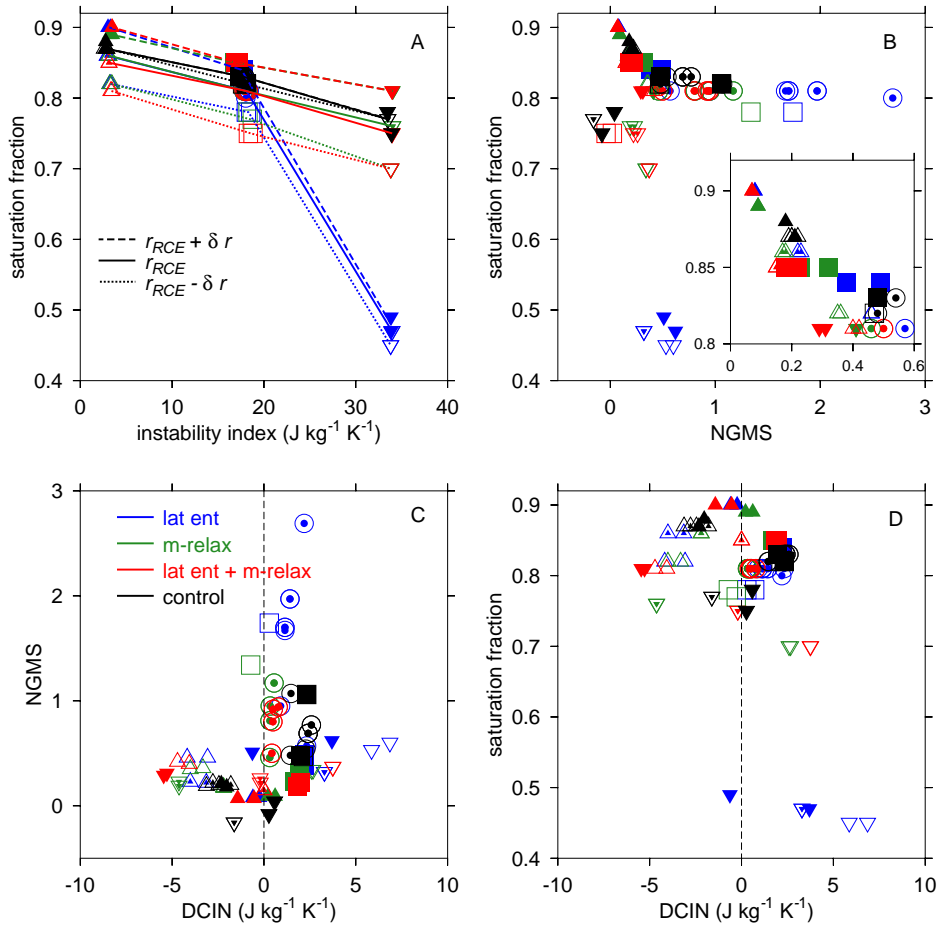 A
saturation fraction
0.9
0.8
0.7
0.6
0.5
0.4
r_RCE + δ r
r_RCE
r_RCE - δ r
0 10 20 30 40
instability index (J kg⁻¹ K⁻¹)
B
saturation fraction
0.9
0.8
0.7
0.6
0.5
0.4
0.9
0.85
0.8
0 0.2 0.4 0.6
0 1 2 3
NGMS
C
NGMS
3
2
1
0
lat ent
m-relax
lat ent + m-relax
control
-10 -5 0 5 10
DCIN (J kg⁻¹ K⁻¹)
D
saturation fraction
0.9
0.8
0.7
0.6
0.5
0.4
-10 -5 0 5 10
DCIN (J kg⁻¹ K⁻¹)